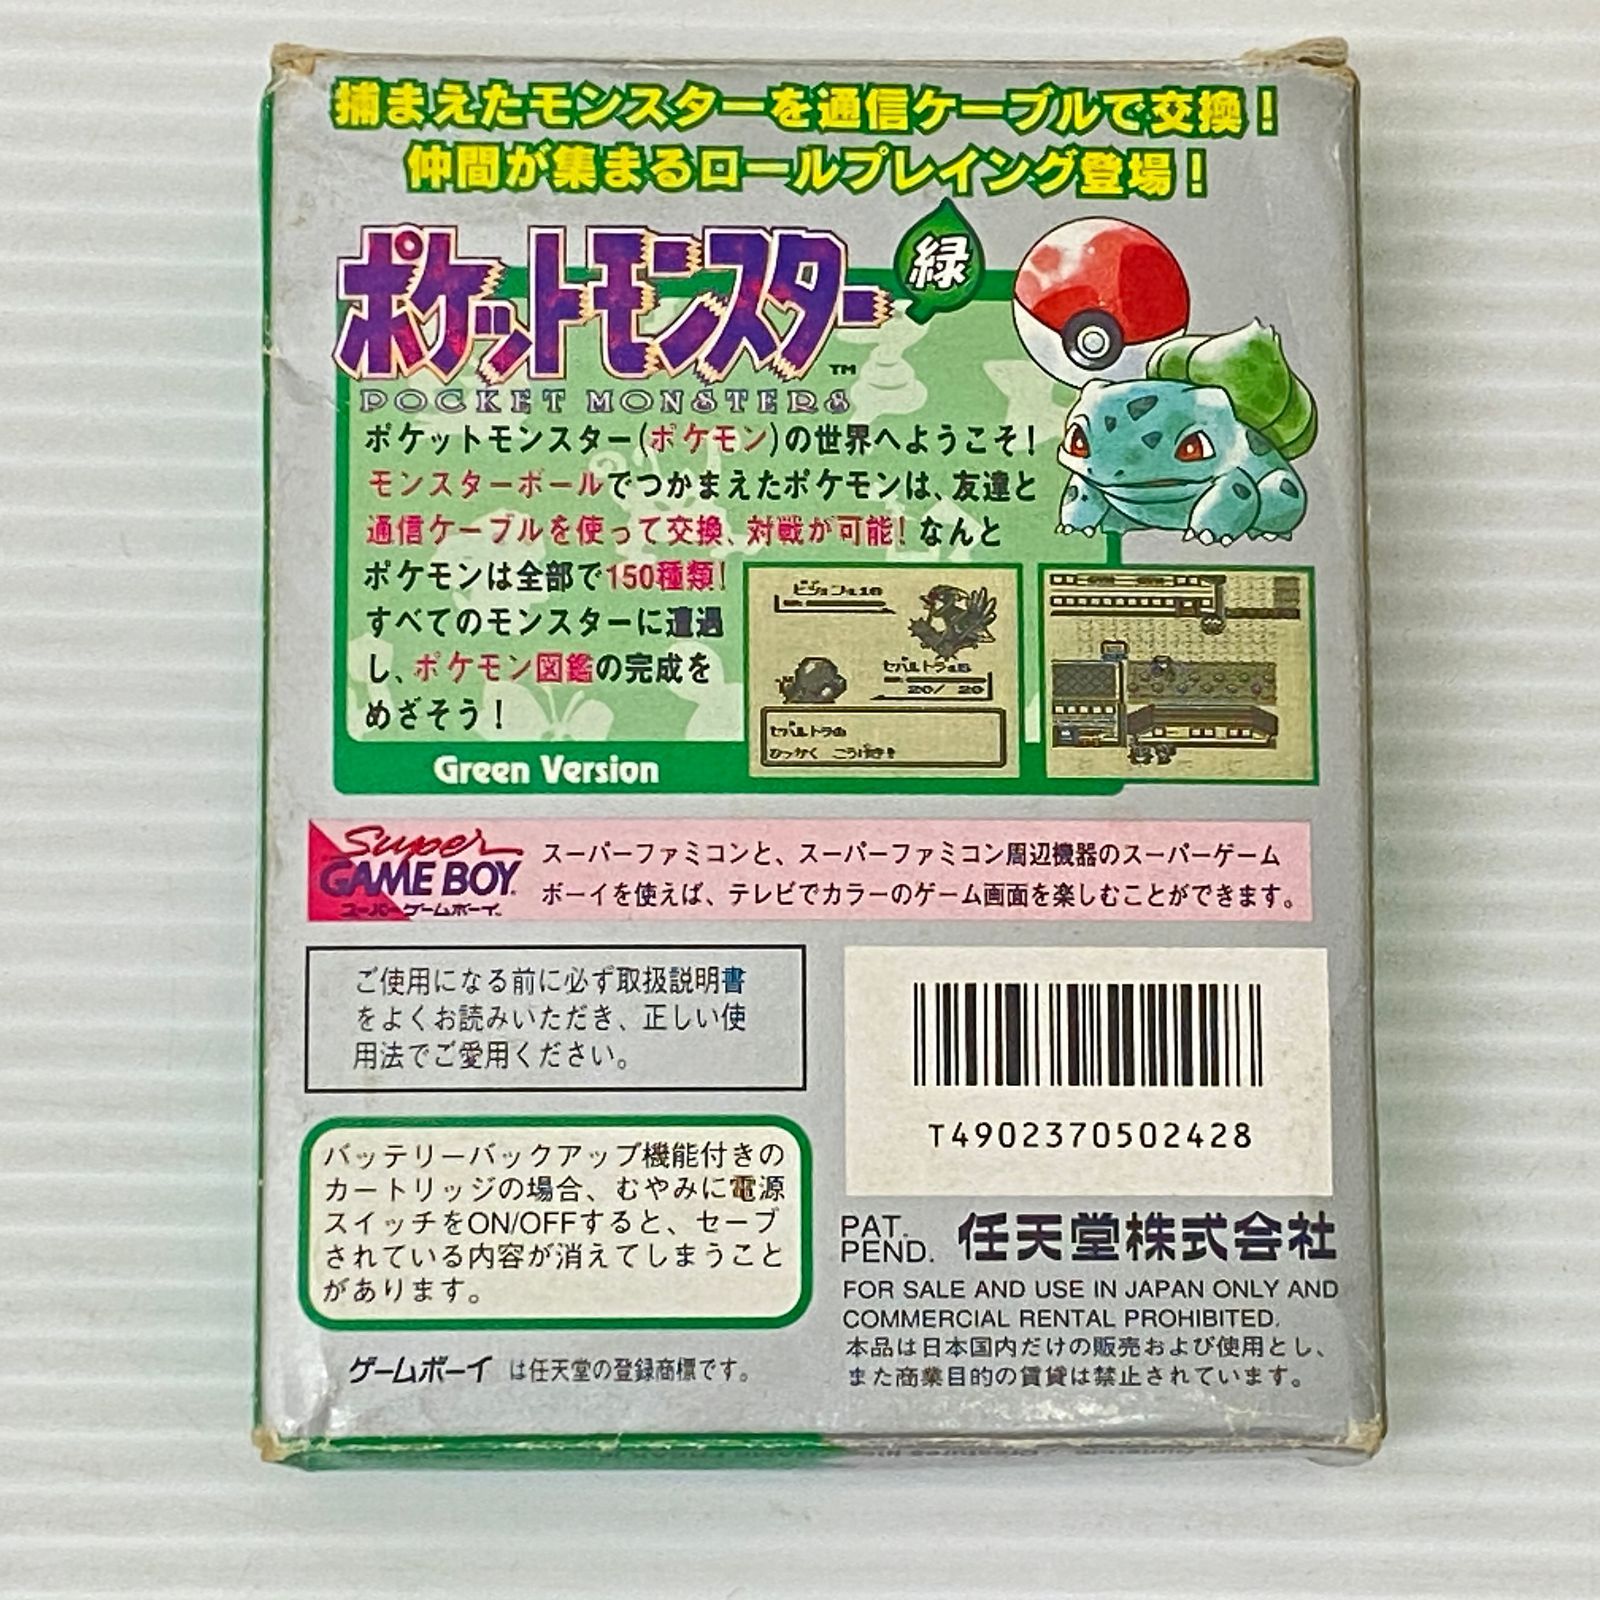 捕まえたモンスターを通信ケーブルで交換！
仲間が集まるロールプレイング登場！
ポケットモンスター 緑
TM
POCKET MONSTERS
ポケットモンスター(ポケモン)の世界へようこそ！
モンスターボールでつかまえたポケモンは、友達と
通信ケーブルを使って交換、対戦が可能！なんと
ポケモンは全部で150種類！
すべてのモンスターに遭遇
し、ポケモン図鑑の完成を
めざそう！
セバルトラ
20/ 20
セバルトラの
ひっかく こうげき
Green Version
Super
GAME BOY
スーパーゲームボーイ
スーパーファミコンと、スーパーファミコン周辺機器のスーパーゲーム
ボーイを使えば、テレビでカラーのゲーム画面を楽しむことができます。
ご使用になる前に必ず取扱説明書
をよくお読みいただき、正しい使
用法でご愛用ください。
T4902370502428
バッテリーバックアップ機能付きの
カートリッジの場合、むやみに電源
スイッチをON/OFFすると、セーブ
されている内容が消えてしまうこと
があります。
PAT.
PEND.
任天堂株式会社
FOR SALE AND USE IN JAPAN ONLY AND
COMMERCIAL RENTAL PROHIBITED.
本品は日本国内だけの販売および使用とし、
また商業目的の賃貸は禁止されています。
ゲームボーイ は任天堂の登録商標です。